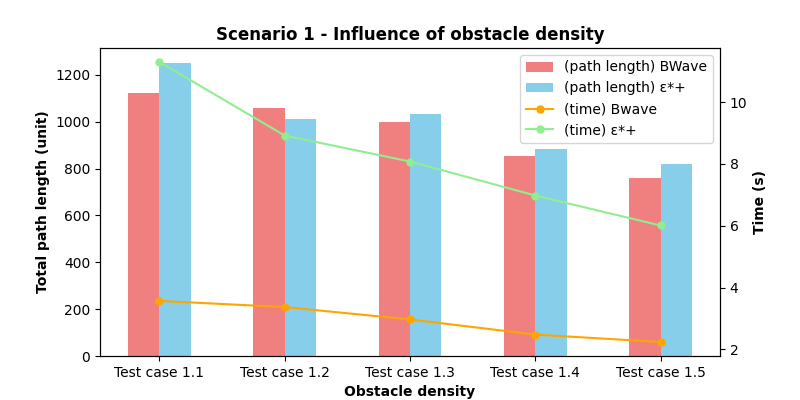 Scenario 1 - Influence of obstacle density
Total path length (unit)
1200
1000
800
600
400
200
0
(path length) BWave
(path length) ε*+
(time) Bwave
(time) ε*+
10
8
6
4
2
Time (s)
Test case 1.1 Test case 1.2 Test case 1.3 Test case 1.4 Test case 1.5
Obstacle density